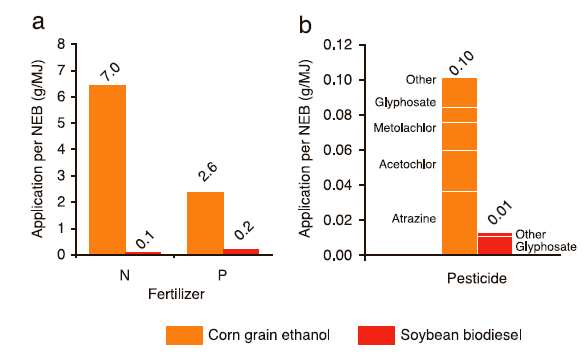 a
Application per NEB (g/MJ)
8
7
6
5
4
3
2
1
0
7.0
0.1
2.6
0.2
N
P
Fertilizer
b
Application per NEB (g/MJ)
0.12
0.10
0.08
0.06
0.04
0.02
0.00
0.10
Other
Glyphosate
Metolachlor
Acetochlor
Atrazine
0.01
Other
Glyphosate
Pesticide
Corn grain ethanol
Soybean biodiesel